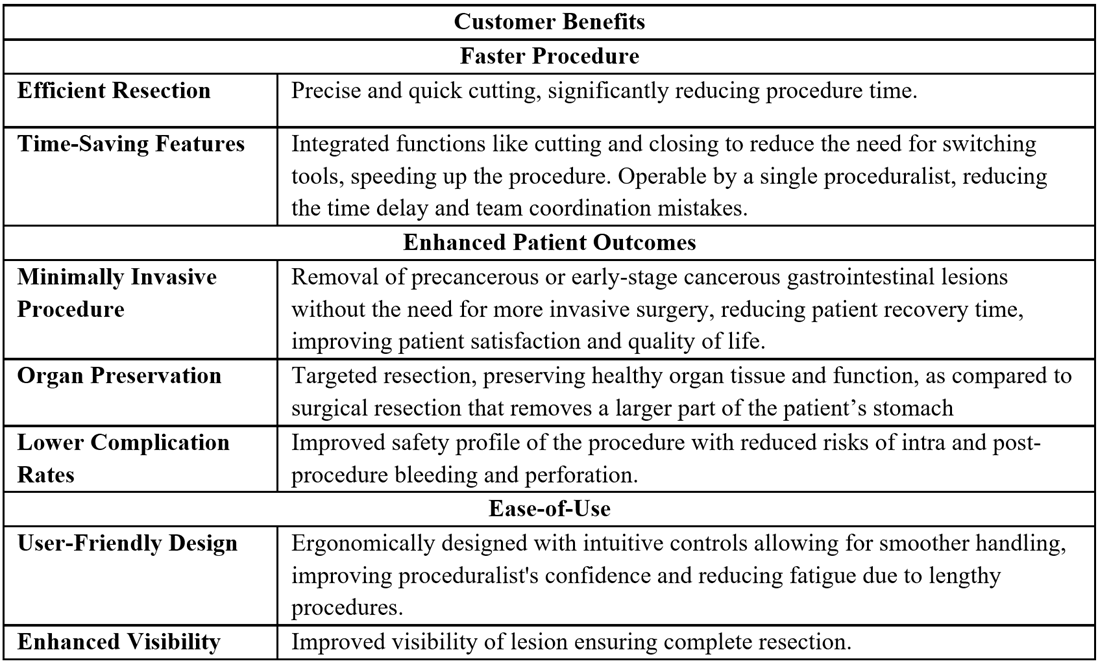 Customer Benefits
Faster Procedure
Efficient Resection
Precise and quick cutting, significantly reducing procedure time.
Time-Saving Features
Integrated functions like cutting and closing to reduce the need for switching
tools, speeding up the procedure. Operable by a single proceduralist, reducing
the time delay and team coordination mistakes.
Enhanced Patient Outcomes
Minimally Invasive
Procedure
Removal of precancerous or early-stage cancerous gastrointestinal lesions
without the need for more invasive surgery, reducing patient recovery time,
improving patient satisfaction and quality of life.
Organ Preservation
Targeted resection, preserving healthy organ tissue and function, as compared to
surgical resection that removes a larger part of the patient’s stomach
Lower Complication
Rates
Improved safety profile of the procedure with reduced risks of intra and post-
procedure bleeding and perforation.
Ease-of-Use
User-Friendly Design
Ergonomically designed with intuitive controls allowing for smoother handling,
improving proceduralist's confidence and reducing fatigue due to lengthy
procedures.
Enhanced Visibility
Improved visibility of lesion ensuring complete resection.